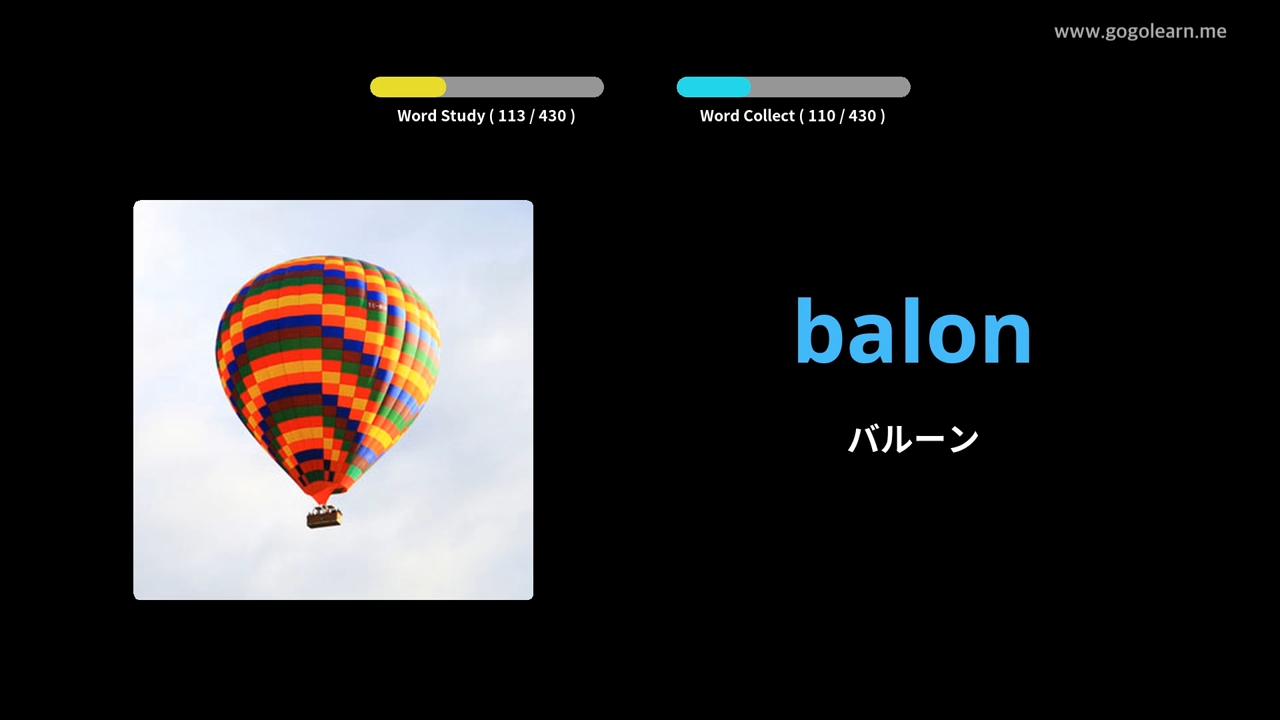 www.gogolearn.me
Word Study ( 113 / 430 )
Word Collect ( 110 / 430 )
balon
バルーン